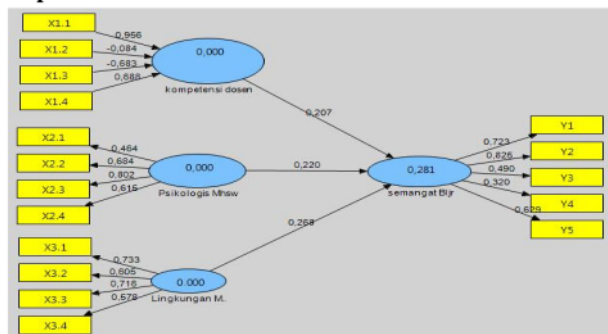 X1.1
0,956
X1.2
-0,084
0,000
X1.3
-0,683
X1.4
0,688
kompetensi dosen
0,207
X2.1
0,464
X2.2
0,684
0,000
X2.3
0,802
X2.4
0,615
Psikologis Mhsw
0,220
X3.1
0,733
X3.2
0,605
0.000
X3.3
0,716
X3.4
0,578
Lingkungan M.
0,268
0,281
semangat Bljr
Y1
0,723
Y2
0,826
Y3
0,490
Y4
0,320
Y5
0,629